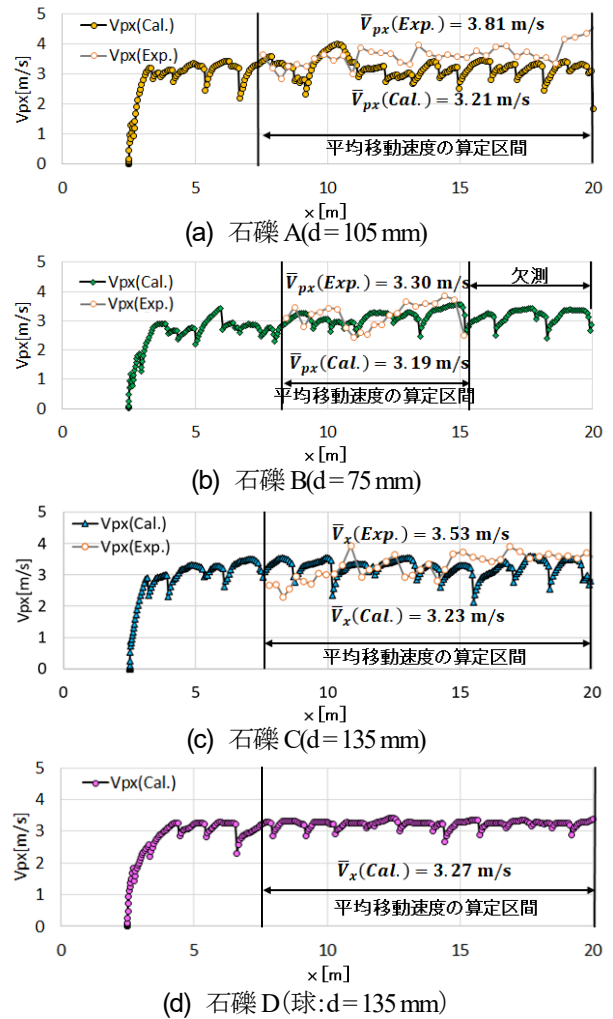 Vpx[m/s]
5
4
3
2
1
0
Vpx(Cal.)
Vpx(Exp.)
V̄px(Exp.) = 3.81 m/s
V̄px(Cal.) = 3.21 m/s
平均移動速度の算定区間
0 5 10 15 20
x [m]
(a) 石礫 A(d = 105 mm)
Vpx[m/s]
5
4
3
2
1
0
Vpx(Cal.)
Vpx(Exp.)
V̄px(Exp.) = 3.30 m/s
欠測
V̄px(Cal.) = 3.19 m/s
平均移動速度の算定区間
0 5 10 15 20
x [m]
(b) 石礫 B(d = 75 mm)
Vpx[m/s]
5
4
3
2
1
0
Vpx(Cal.)
Vpx(Exp.)
V̄x(Exp.) = 3.53 m/s
V̄x(Cal.) = 3.23 m/s
平均移動速度の算定区間
0 5 10 15 20
x [m]
(c) 石礫 C(d = 135 mm)
Vpx[m/s]
5
4
3
2
1
0
Vpx(Cal.)
V̄x(Cal.) = 3.27 m/s
平均移動速度の算定区間
0 5 10 15 20
x [m]
(d) 石礫 D(球:d = 135 mm)